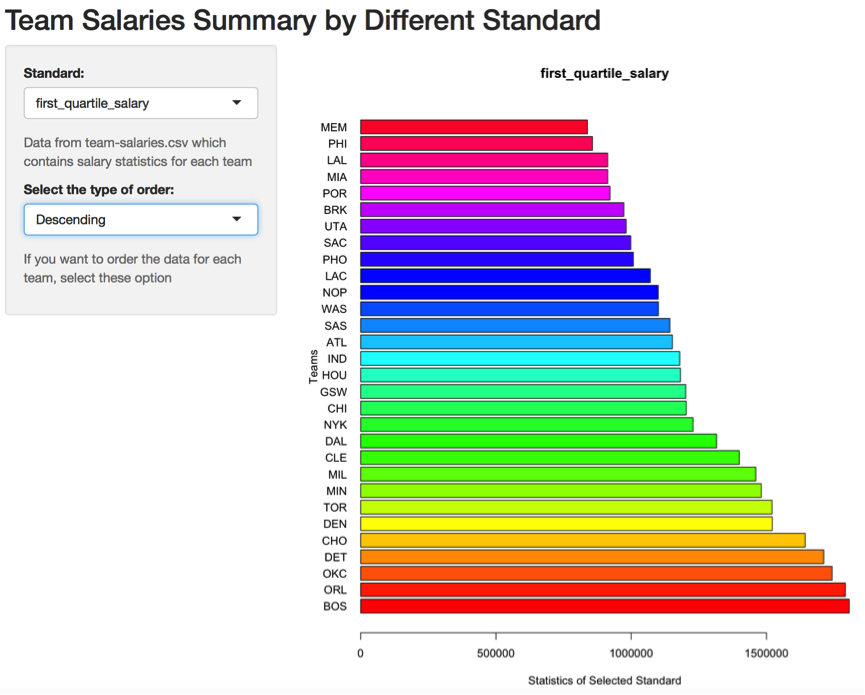 Team Salaries Summary by Different Standard
Standard:
first_quartile_salary
Data from team-salaries.csv which
contains salary statistics for each team
Select the type of order:
Descending
If you want to order the data for each
team, select these option
first_quartile_salary
Teams
MEM
PHI
LAL
MIA
POR
BRK
UTA
SAC
PHO
LAC
NOP
WAS
SAS
ATL
IND
HOU
GSW
CHI
NYK
DAL
CLE
MIL
MIN
TOR
DEN
CHO
DET
OKC
ORL
BOS
0 500000 1000000 1500000
Statistics of Selected Standard